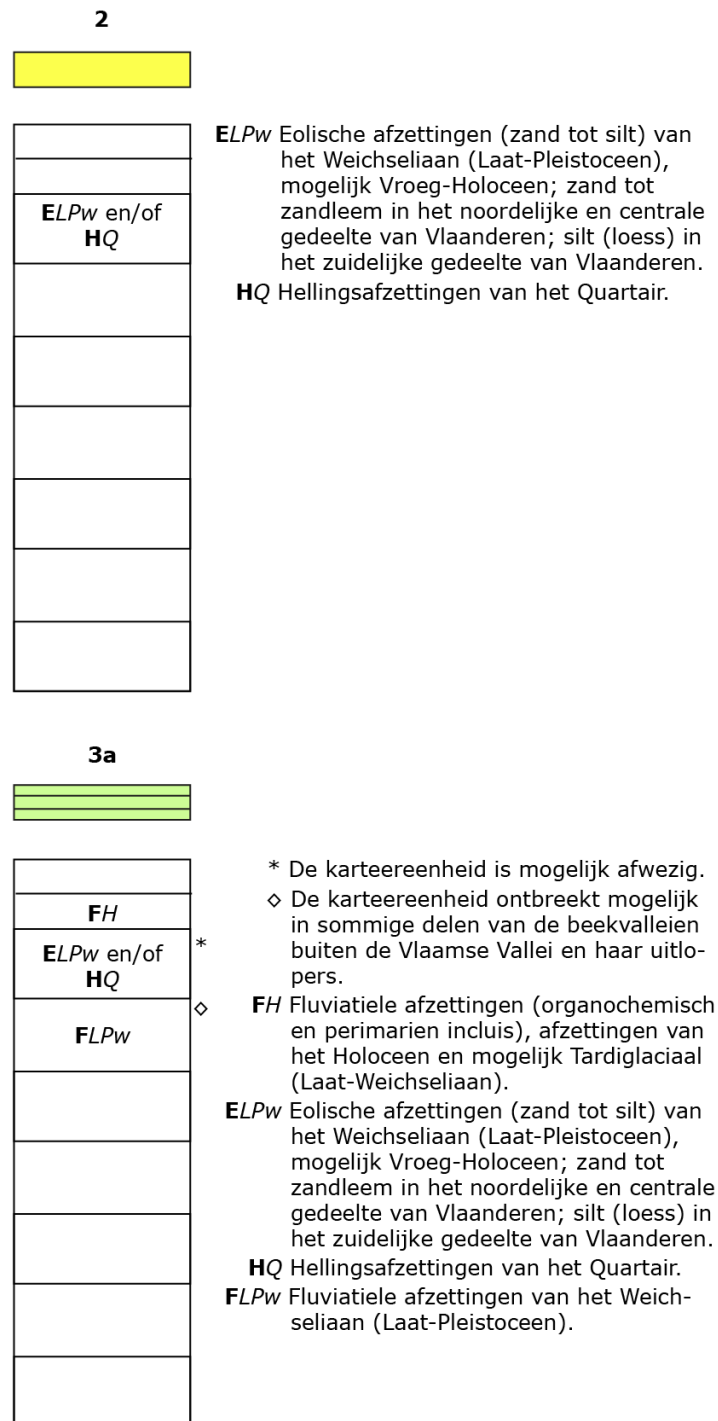 2
ELPw en/of
HQ
ELPw Eolische afzettingen (zand tot silt) van
het Weichseliaan (Laat-Pleistoceen),
mogelijk Vroeg-Holoceen; zand tot
zandleem in het noordelijke en centrale
gedeelte van Vlaanderen; silt (loess) in
het zuidelijke gedeelte van Vlaanderen.
HQ Hellingsafzettingen van het Quartair.
3a
FH
ELPw en/of
HQ
*
◇
FLPw
* De karteereenheid is mogelijk afwezig.
◇ De karteereenheid ontbreekt mogelijk
in sommige delen van de beekvalleien
buiten de Vlaamse Vallei en haar uitlo-
pers.
FH Fluviatiele afzettingen (organochemisch
en perimarien incluis), afzettingen van
het Holoceen en mogelijk Tardiglaciaal
(Laat-Weichseliaan).
ELPw Eolische afzettingen (zand tot silt) van
het Weichseliaan (Laat-Pleistoceen),
mogelijk Vroeg-Holoceen; zand tot
zandleem in het noordelijke en centrale
gedeelte van Vlaanderen; silt (loess) in
het zuidelijke gedeelte van Vlaanderen.
HQ Hellingsafzettingen van het Quartair.
FLPw Fluviatiele afzettingen van het Weich-
seliaan (Laat-Pleistoceen).